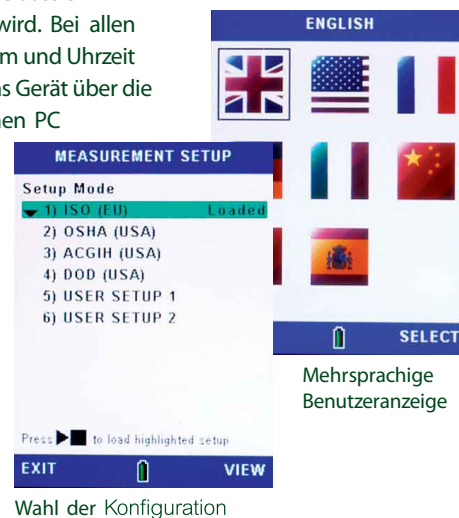 wird. Bei allen
m und Uhrzeit
as Gerät über die
nen PC
ENGLISH
SELECT
Mehrsprachige
Benutzeranzeige
MEASUREMENT SETUP
Setup Mode
1) ISO (EU) Loaded
2) OSHA (USA)
3) ACGIH (USA)
4) DOD (USA)
5) USER SETUP 1
6) USER SETUP 2
Press ▶■ to load highlighted setup
EXIT VIEW
Wahl der Konfiguration